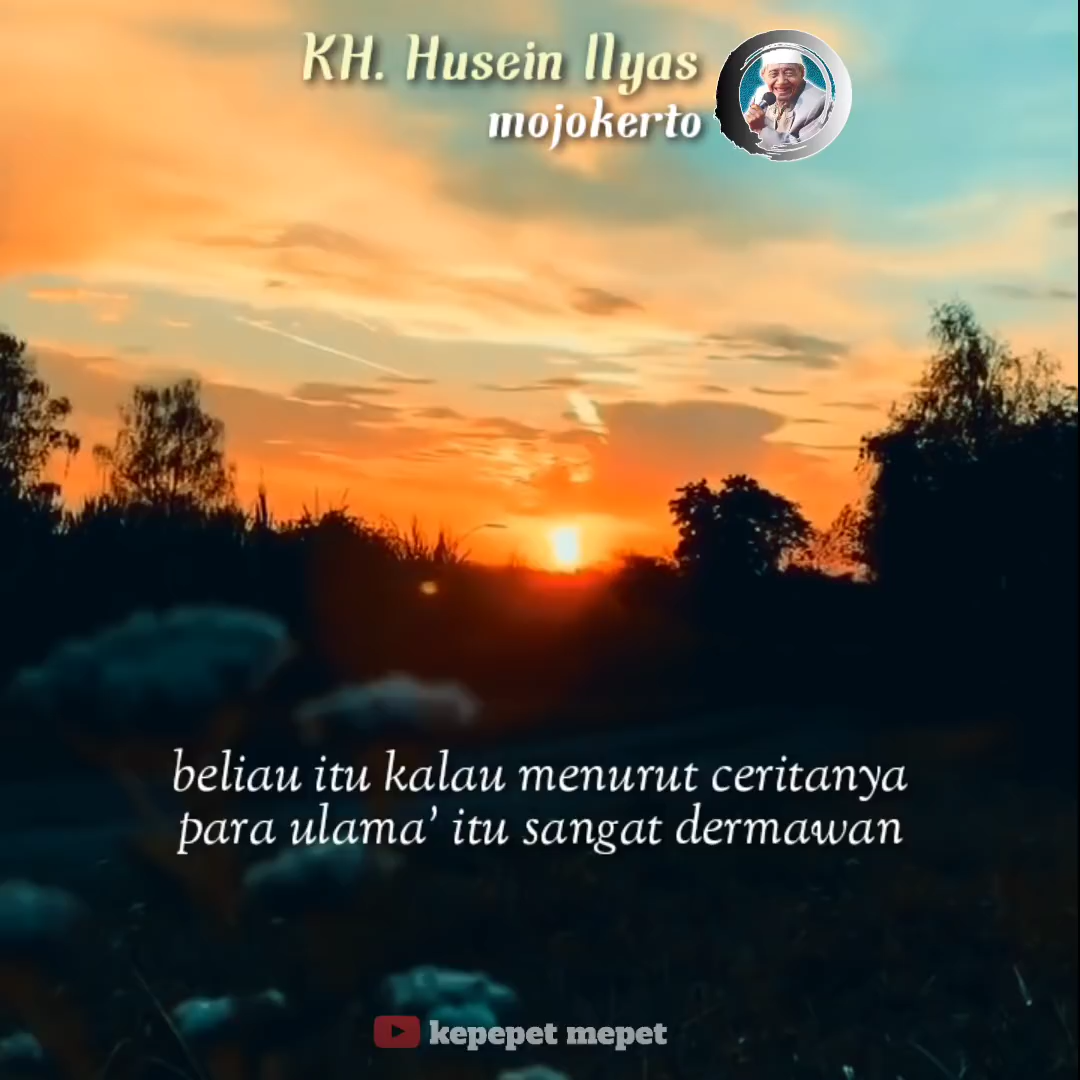 KH. Husein Ilyas
mojokerto
beliau itu kalau menurut ceritanya
para ulama' itu sangat dermawan
kepepet mepet